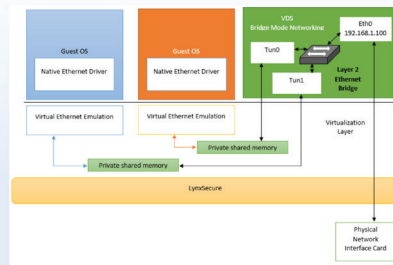 Guest OS
Native Ethernet Driver
Guest OS
Native Ethernet Driver
VDS
Bridge Mode Networking
Tun0
Eth0
192.168.1.100
Tun1
Layer 2
Ethernet
Bridge
Virtual Ethernet Emulation
Virtual Ethernet Emulation
Virtualization
Layer
Private shared memory
Private shared memory
LynxSecure
Physical
Network
Interface Card